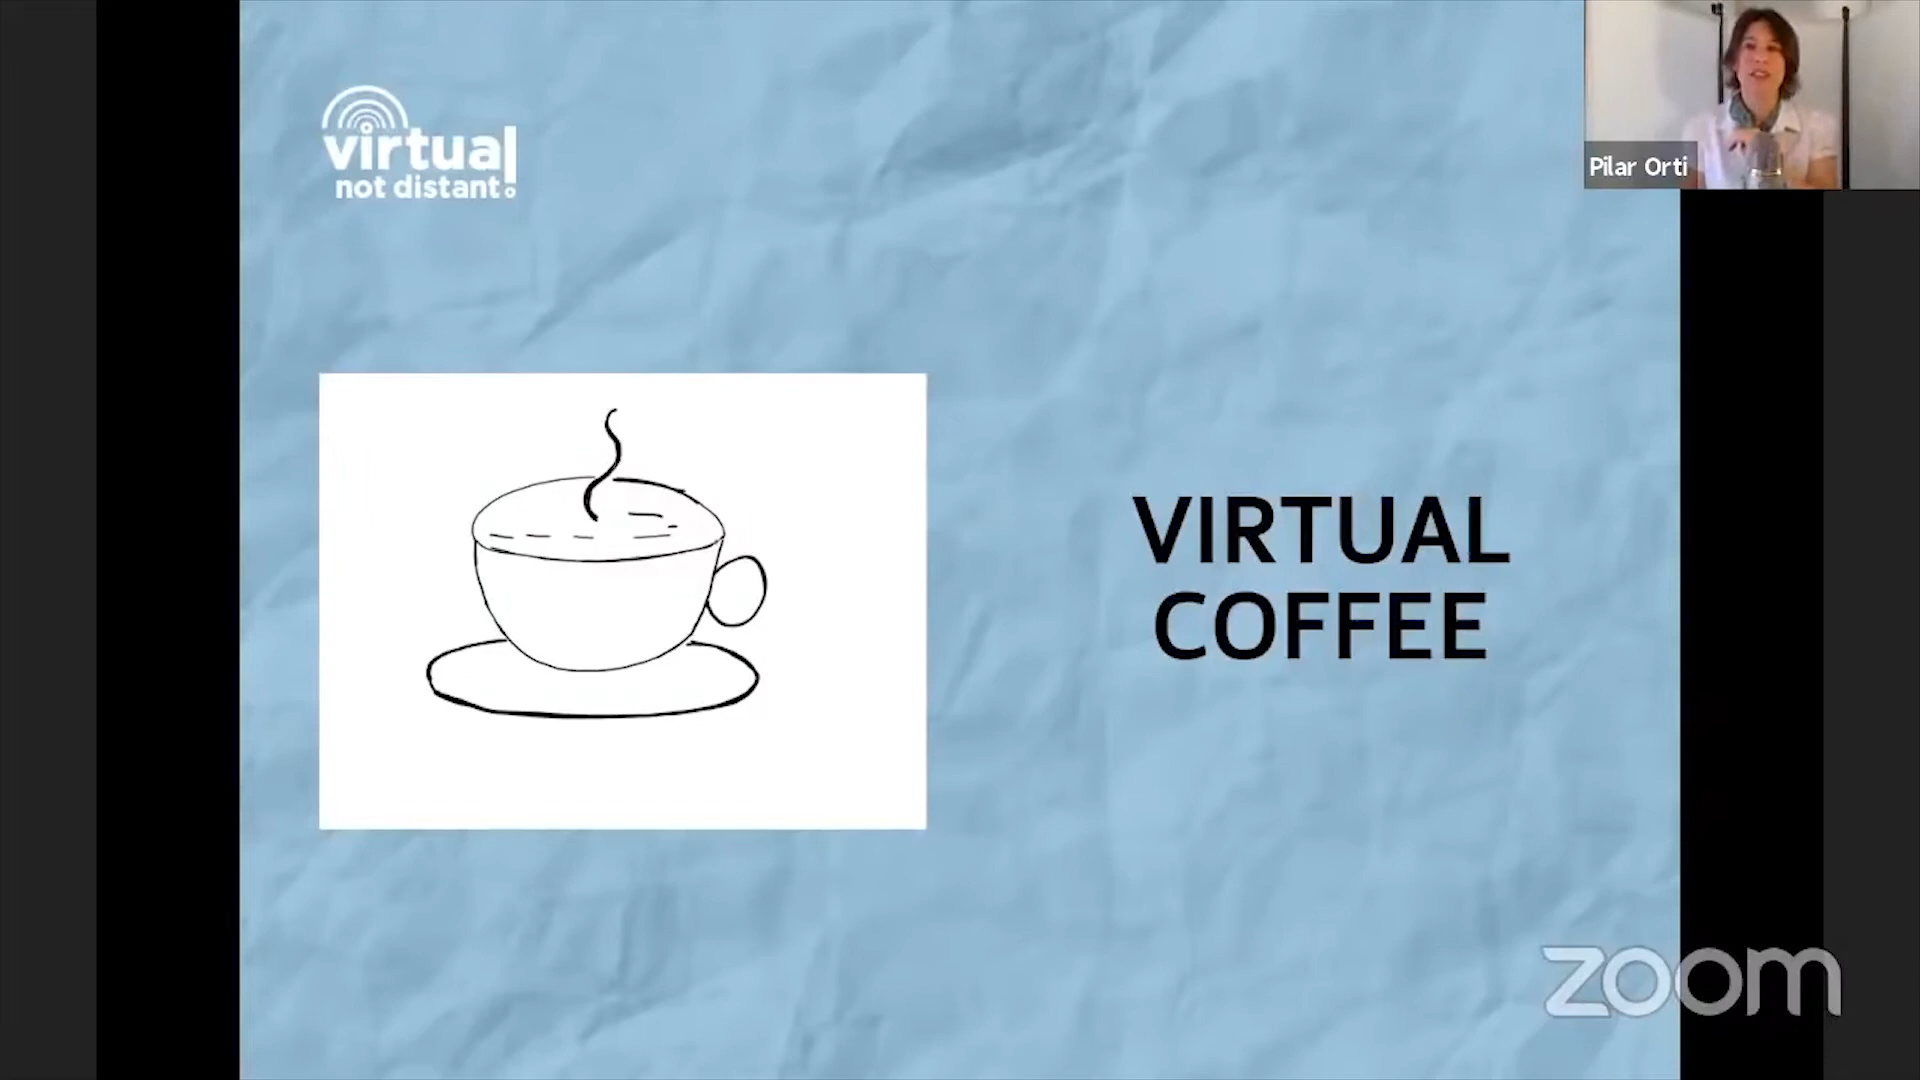 virtual
not distant
Pilar Orti
VIRTUAL
COFFEE
zoom